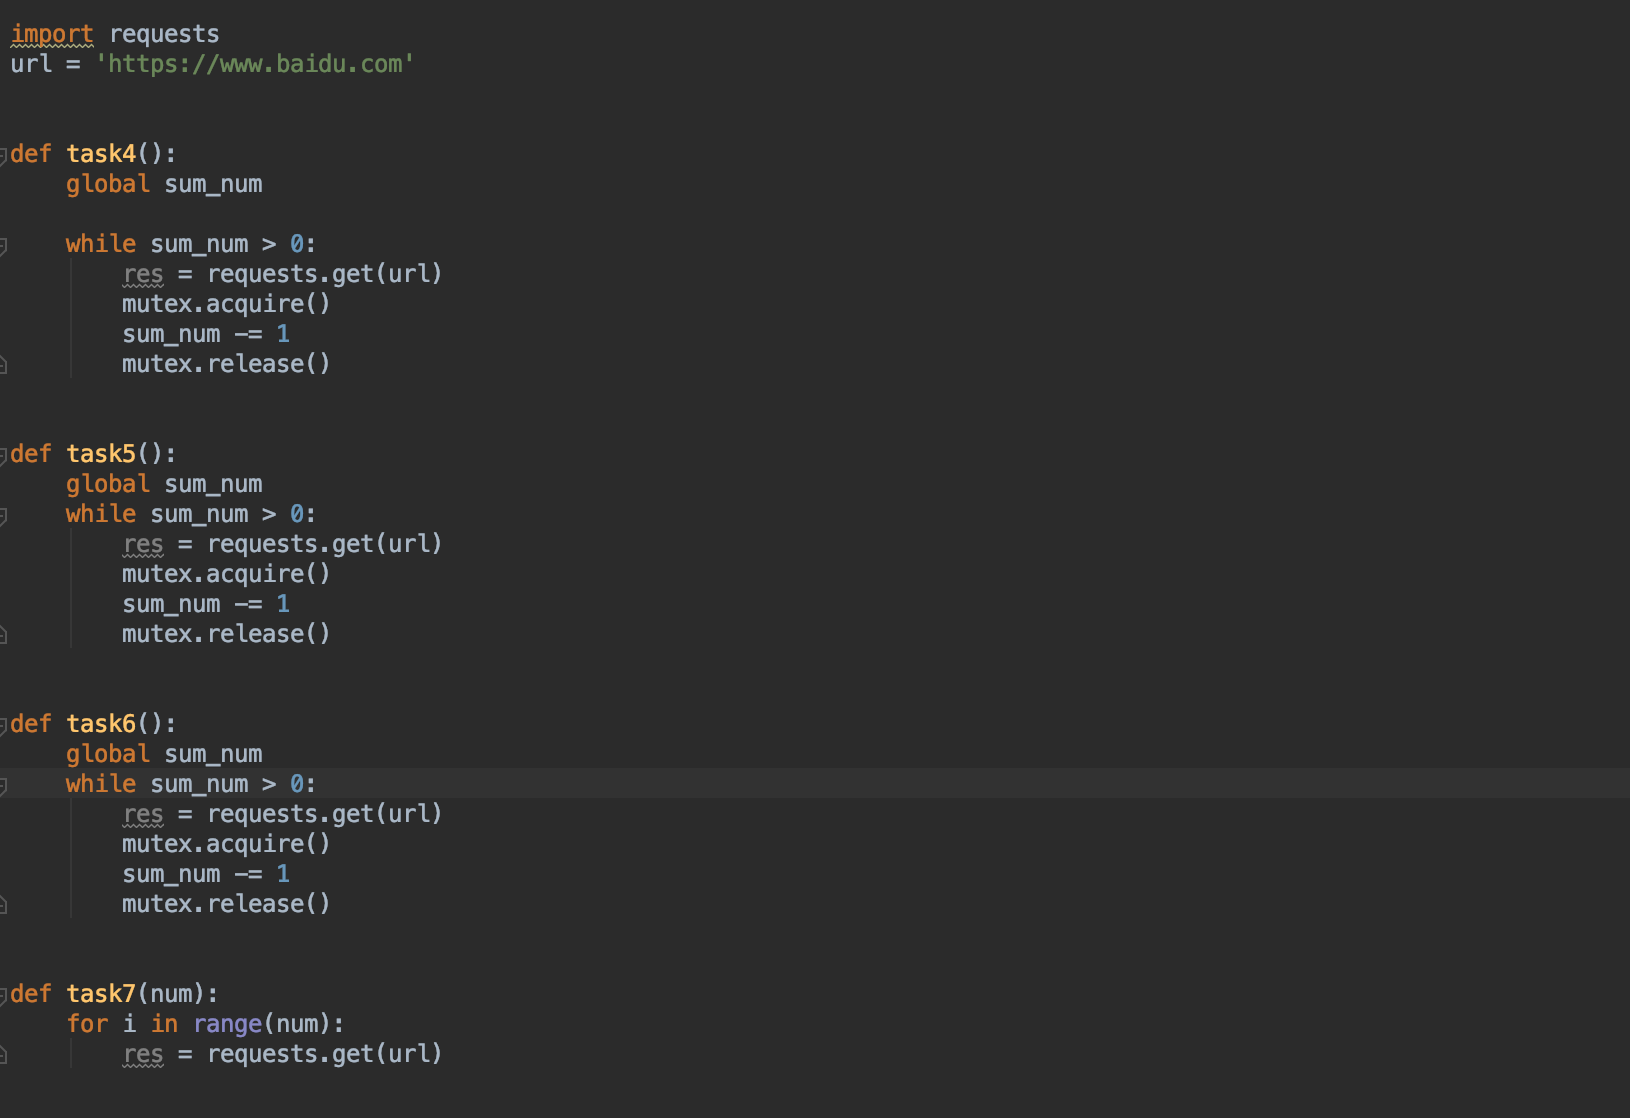 import requests
url = 'https://www.baidu.com'
def task4():
    global sum_num
    while sum_num > 0:
        res = requests.get(url)
        mutex.acquire()
        sum_num -= 1
        mutex.release()
def task5():
    global sum_num
    while sum_num > 0:
        res = requests.get(url)
        mutex.acquire()
        sum_num -= 1
        mutex.release()
def task6():
    global sum_num
    while sum_num > 0:
        res = requests.get(url)
        mutex.acquire()
        sum_num -= 1
        mutex.release()
def task7(num):
    for i in range(num):
        res = requests.get(url)